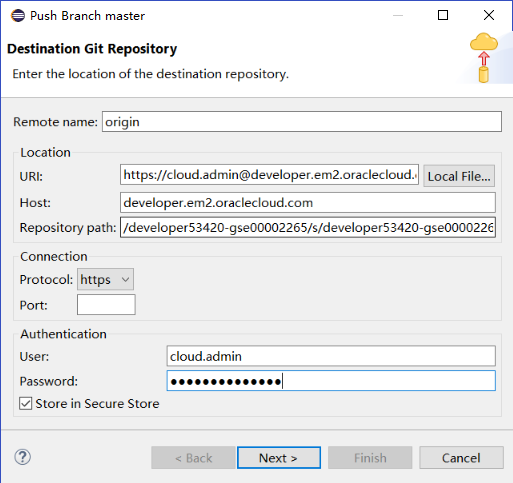 Push Branch master
Destination Git Repository
Enter the location of the destination repository.
Remote name: origin
Location
URI: https://cloud.admin@developer.em2.oraclecloud. Local File...
Host: developer.em2.oraclecloud.com
Repository path: /developer53420-gse00002265/s/developer53420-gse0000226
Connection
Protocol: https
Port:
Authentication
User: cloud.admin
Password: ●●●●●●●●●●●●●●
Store in Secure Store
? < Back Next > Finish Cancel